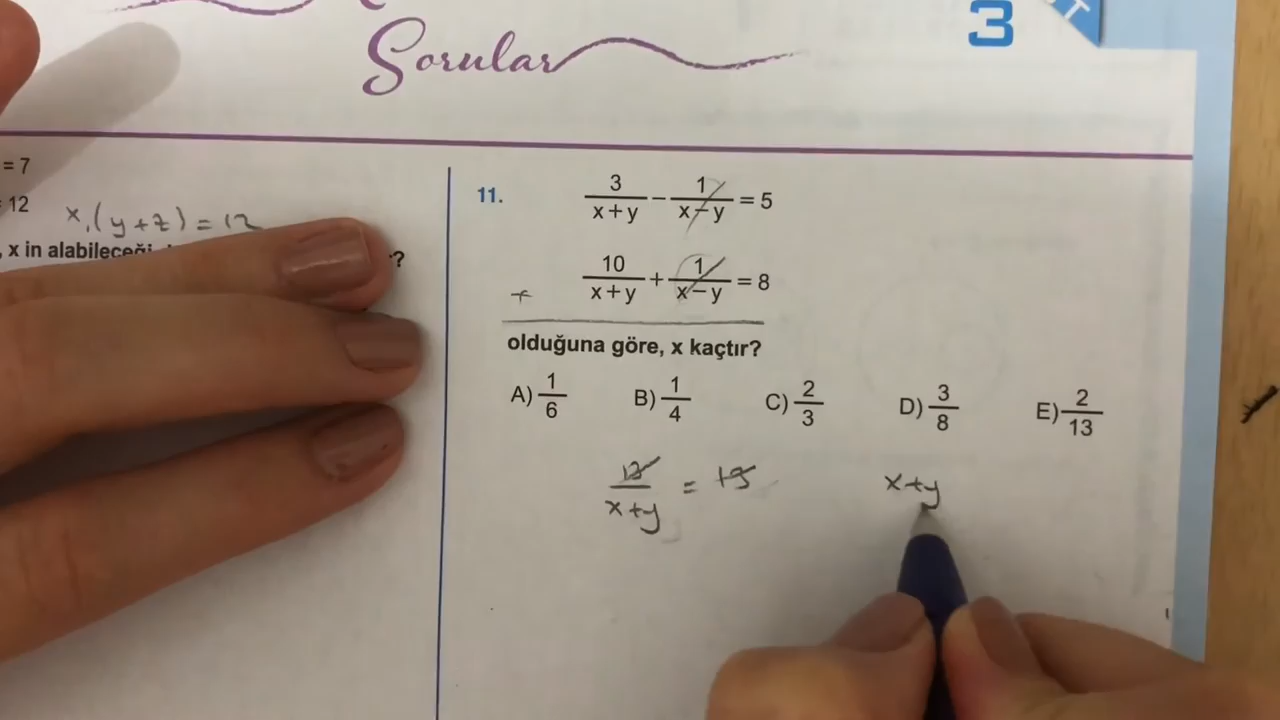 3
Sorular
= 7
12
x.(y+z)=12
, x in alabileceği
?
11.
3/(x+y) − 1/(x−y) = 5
10/(x+y) + 1/(x−y) = 8
+
olduğuna göre, x kaçtır?
A) 1/6 B) 1/4 C) 2/3 D) 3/8 E) 2/13
13/(x+y) = 13
x+y